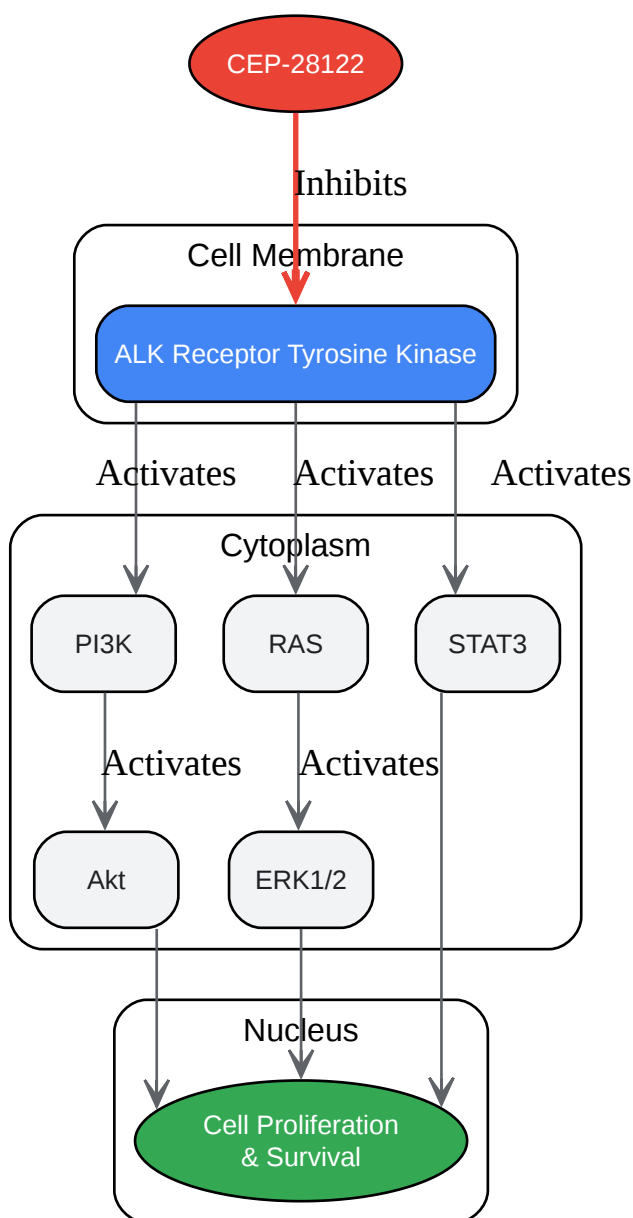 CEP-28122
Inhibits
Cell Membrane
ALK Receptor Tyrosine Kinase
Activates
Activates
Activates
Cytoplasm
PI3K
RAS
STAT3
Activates
Activates
Akt
ERK1/2
Nucleus
Cell Proliferation
& Survival